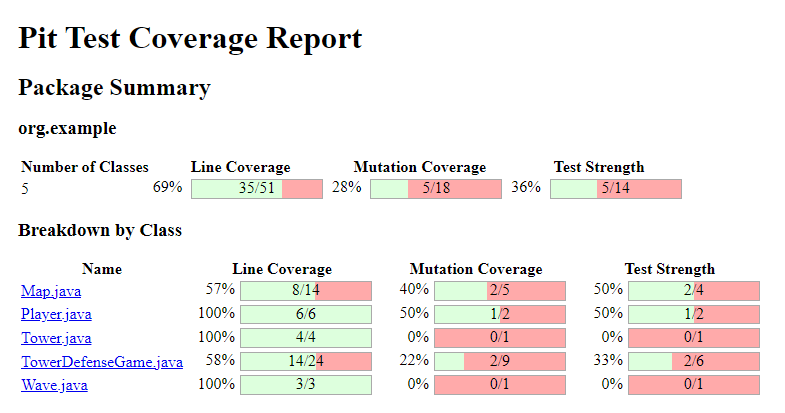 Pit Test Coverage Report
Package Summary
org.example
Number of Classes Line Coverage Mutation Coverage Test Strength
5 69% 35/51 28% 5/18 36% 5/14
Breakdown by Class
Name Line Coverage Mutation Coverage Test Strength
Map.java 57% 8/14 40% 2/5 50% 2/4
Player.java 100% 6/6 50% 1/2 50% 1/2
Tower.java 100% 4/4 0% 0/1 0% 0/1
TowerDefenseGame.java 58% 14/24 22% 2/9 33% 2/6
Wave.java 100% 3/3 0% 0/1 0% 0/1